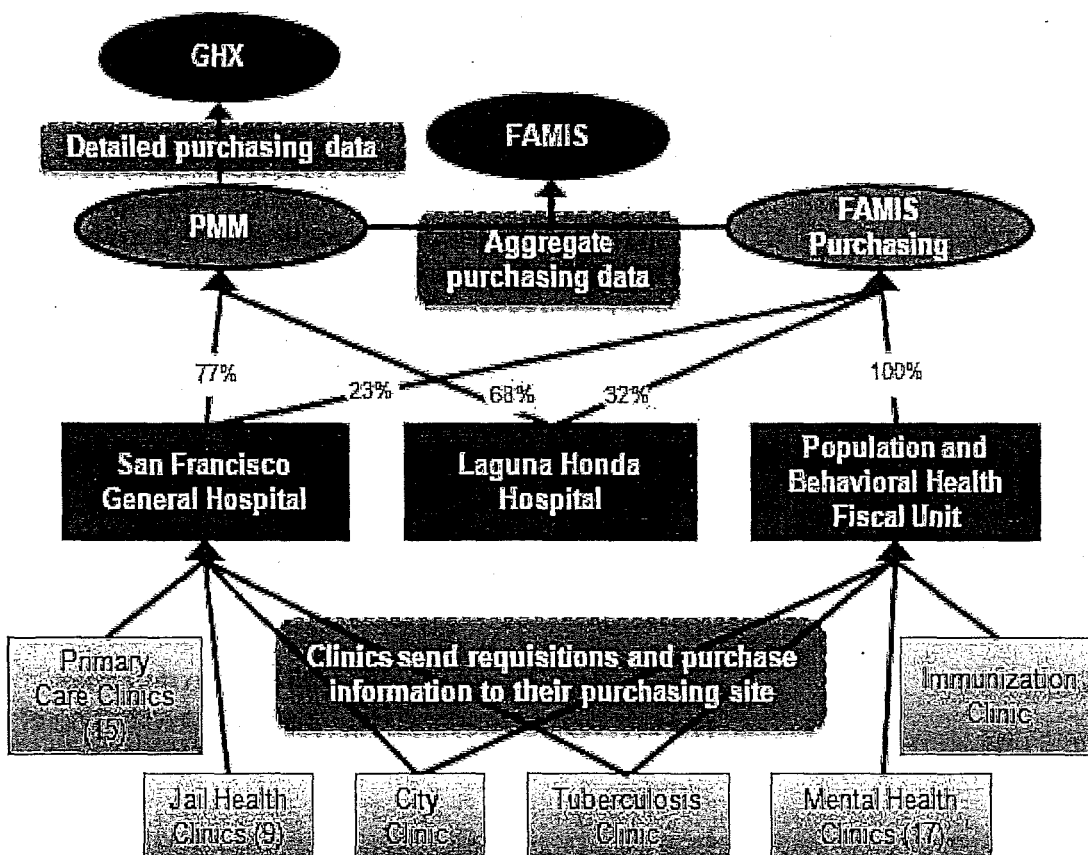 GHX
Detailed purchasing data
FAMIS
PMM
Aggregate
purchasing data
FAMIS
Purchasing
77%
23%
68%
32%
100%
San Francisco
General Hospital
Laguna Honda
Hospital
Population and
Behavioral Health
Fiscal Unit
Clinics send requisitions and purchase
information to their purchasing site
Primary
Care Clinics
(15)
Immunization
Clinic
Jail Health
Clinics (9)
City
Clinic
Tuberculosis
Clinic
Mental Health
Clinics (17)